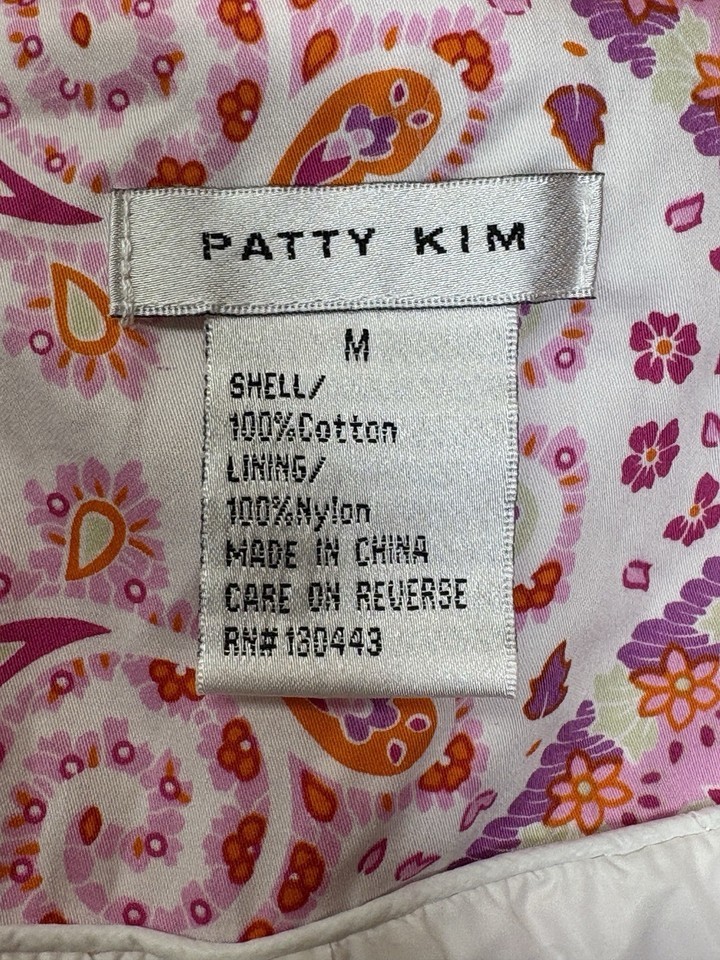 PATTY KIM
M
SHELL/
100%Cotton
LINING/
100%Nylon
MADE IN CHINA
CARE ON REVERSE
RN# 130443